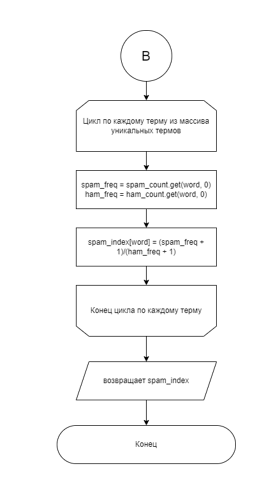 B
Цикл по каждому терму из массива
уникальных термов
spam_freq = spam_count.get(word, 0)
ham_freq = ham_count.get(word, 0)
spam_index[word] = (spam_freq +
1)/(ham_freq + 1)
Конец цикла по каждому терму
возвращает spam_index
Конец